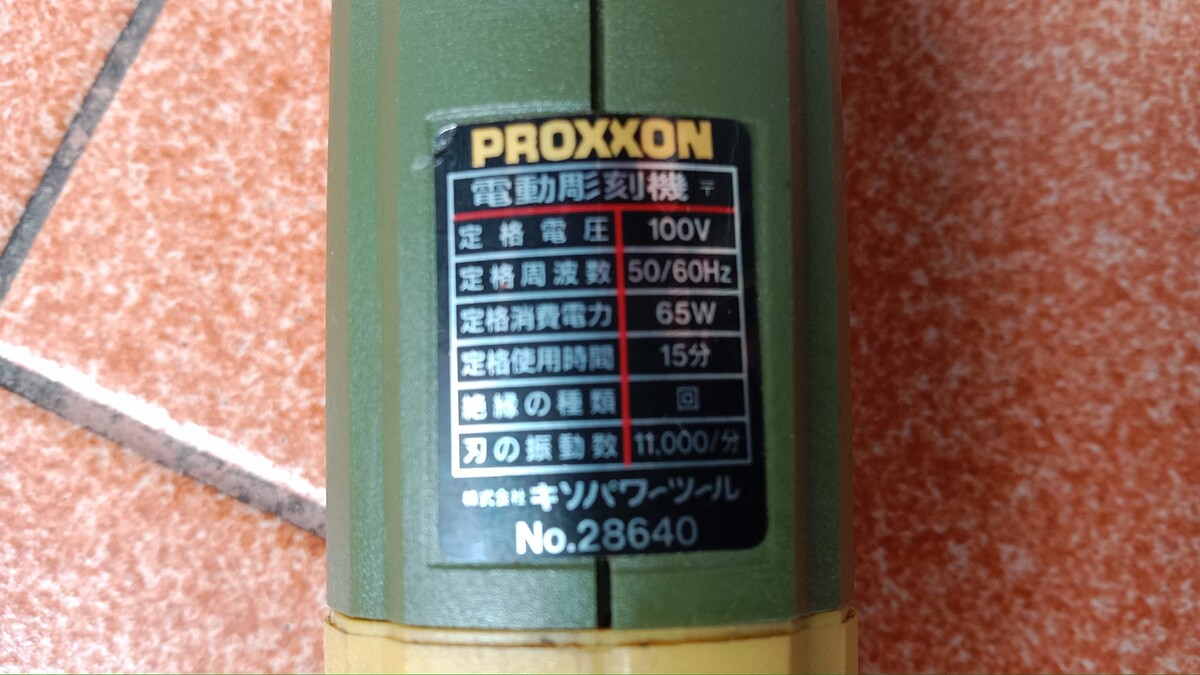 PROXXON
電動彫刻機 〒
定格電圧 100V
定格周波数 50/60Hz
定格消費電力 65W
定格使用時間 15分
絶縁の種類 回
刃の振動数 11,000/分
株式会社 キソパワーツール
No.28640